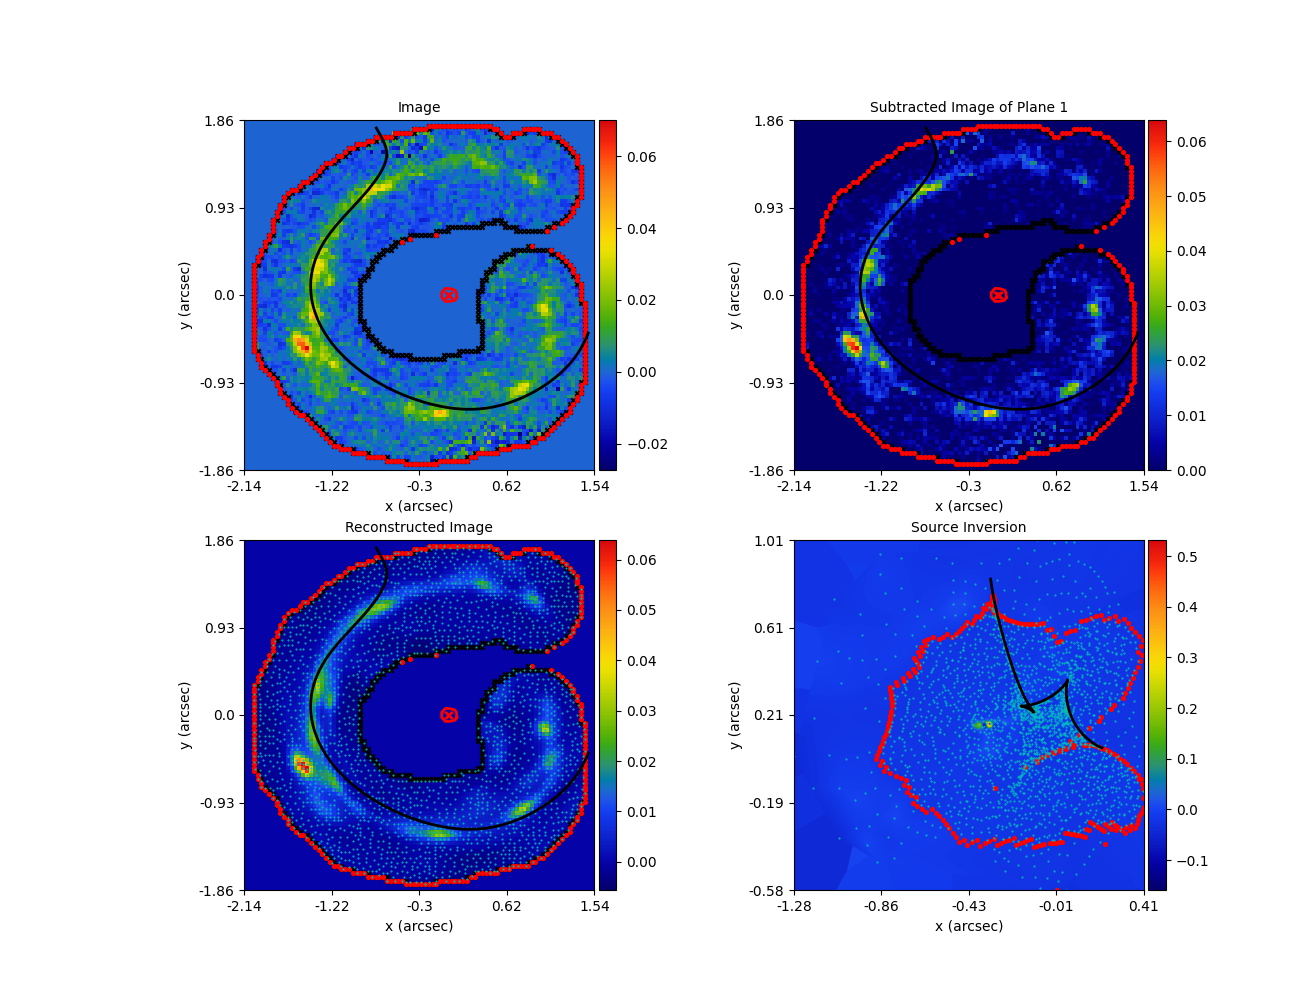 Image
1.86
0.93
0.0
-0.93
-1.86
y (arcsec)
-2.14 -1.22 -0.3 0.62 1.54
x (arcsec)
0.06
0.04
0.02
0.00
−0.02
Subtracted Image of Plane 1
1.86
0.93
0.0
-0.93
-1.86
y (arcsec)
-2.14 -1.22 -0.3 0.62 1.54
x (arcsec)
0.06
0.05
0.04
0.03
0.02
0.01
0.00
Reconstructed Image
1.86
0.93
0.0
-0.93
-1.86
y (arcsec)
-2.14 -1.22 -0.3 0.62 1.54
x (arcsec)
0.06
0.05
0.04
0.03
0.02
0.01
0.00
Source Inversion
1.01
0.61
0.21
-0.19
-0.58
y (arcsec)
-1.28 -0.86 -0.43 -0.01 0.41
x (arcsec)
0.5
0.4
0.3
0.2
0.1
0.0
−0.1